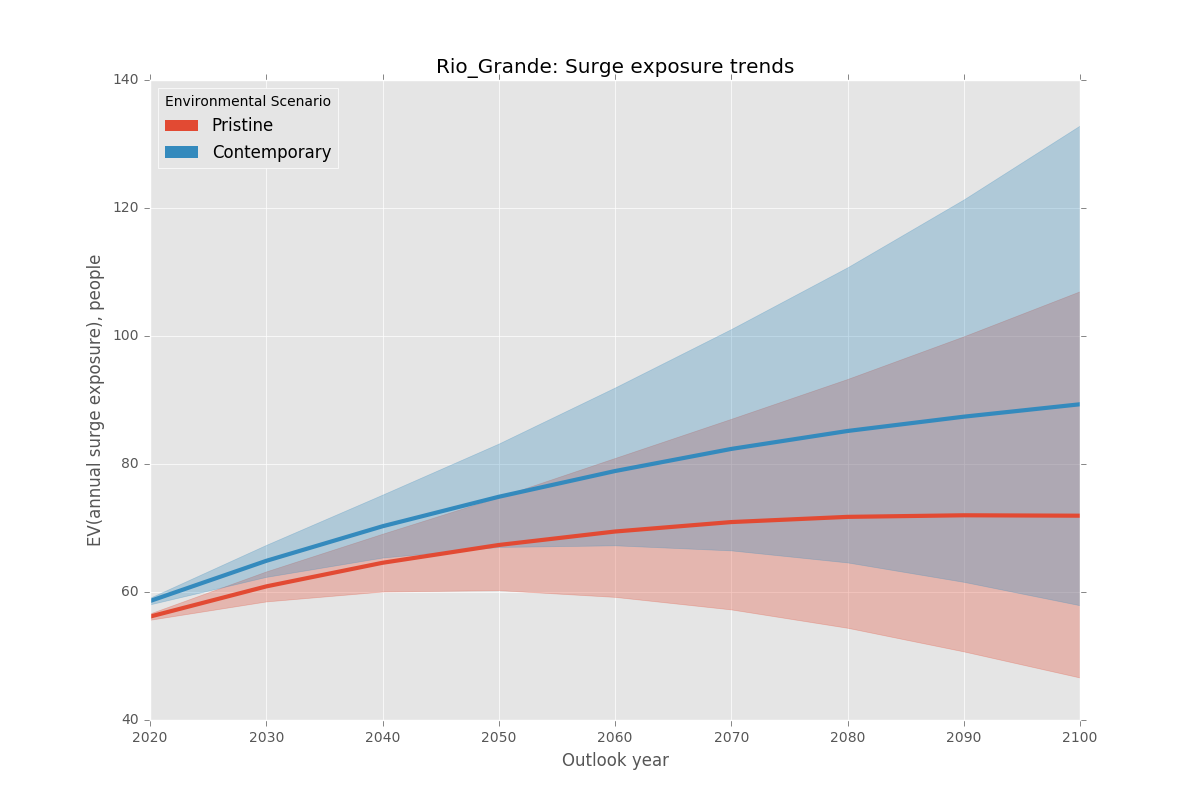 Rio_Grande: Surge exposure trends
Environmental Scenario
Pristine
Contemporary
EV(annual surge exposure), people
140
120
100
80
60
40
2020 2030 2040 2050 2060 2070 2080 2090 2100
Outlook year